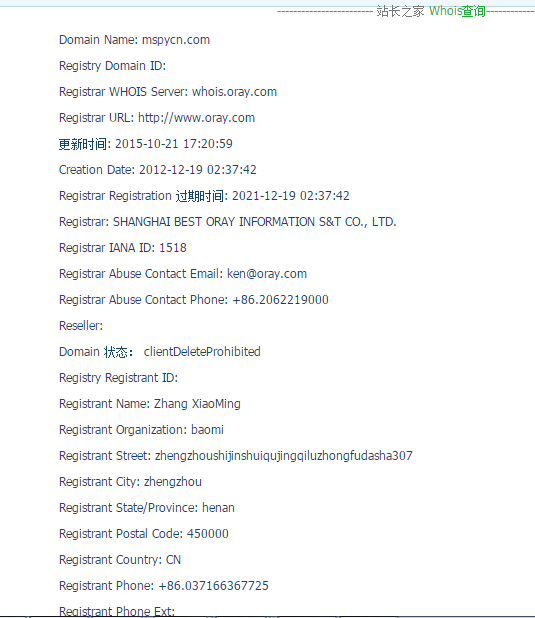 ------------------------ 站长之家 Whois查询------------
Domain Name: mspycn.com
Registry Domain ID:
Registrar WHOIS Server: whois.oray.com
Registrar URL: http://www.oray.com
更新时间: 2015-10-21 17:20:59
Creation Date: 2012-12-19 02:37:42
Registrar Registration 过期时间: 2021-12-19 02:37:42
Registrar: SHANGHAI BEST ORAY INFORMATION S&T CO., LTD.
Registrar IANA ID: 1518
Registrar Abuse Contact Email: ken@oray.com
Registrar Abuse Contact Phone: +86.2062219000
Reseller:
Domain 状态： clientDeleteProhibited
Registry Registrant ID:
Registrant Name: Zhang XiaoMing
Registrant Organization: baomi
Registrant Street: zhengzhoushijinshuiqujingqiluzhongfudasha307
Registrant City: zhengzhou
Registrant State/Province: henan
Registrant Postal Code: 450000
Registrant Country: CN
Registrant Phone: +86.037166367725
Registrant Phone Ext: